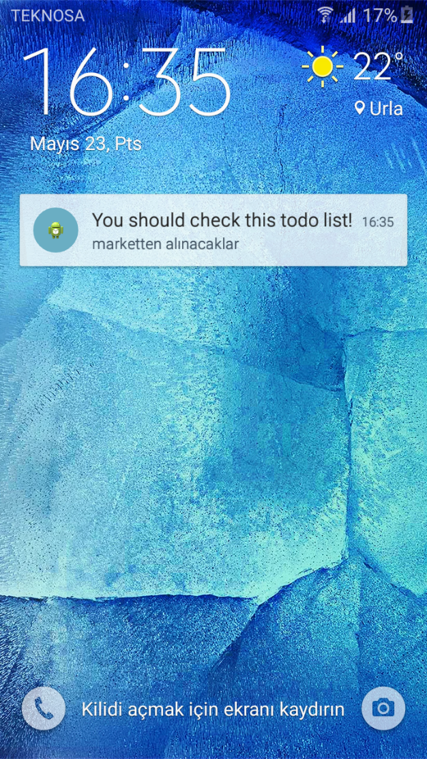 TEKNOSA 17%
16:35
22°
Urla
Mayıs 23, Pts
You should check this todo list! 16:35
marketten alınacaklar
Kilidi açmak için ekranı kaydırın